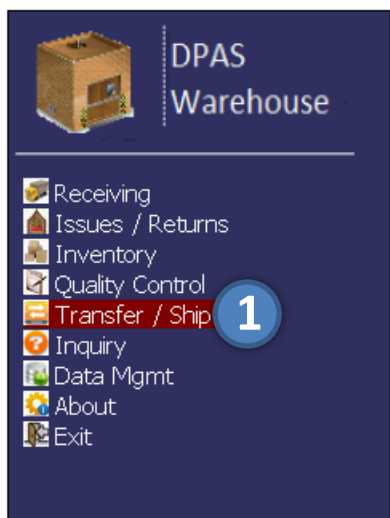 DPAS
Warehouse
Receiving
Issues / Returns
Inventory
Quality Control
Transfer / Ship
1
Inquiry
Data Mgmt
About
Exit